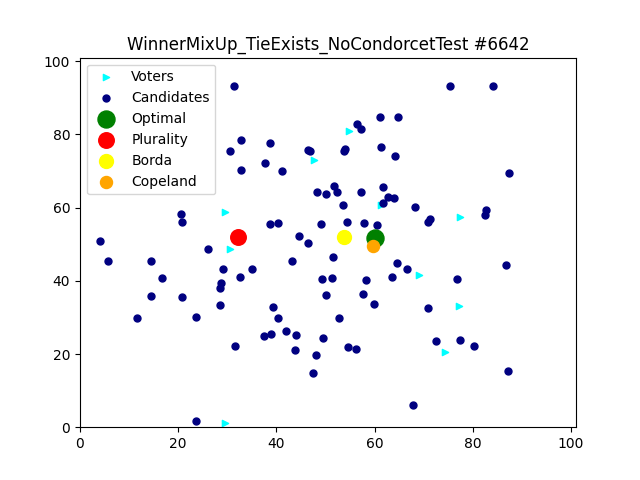 WinnerMixUp_TieExists_NoCondorcetTest #6642
Voters
Candidates
Optimal
Plurality
Borda
Copeland
100
80
60
40
20
0
0 20 40 60 80 100